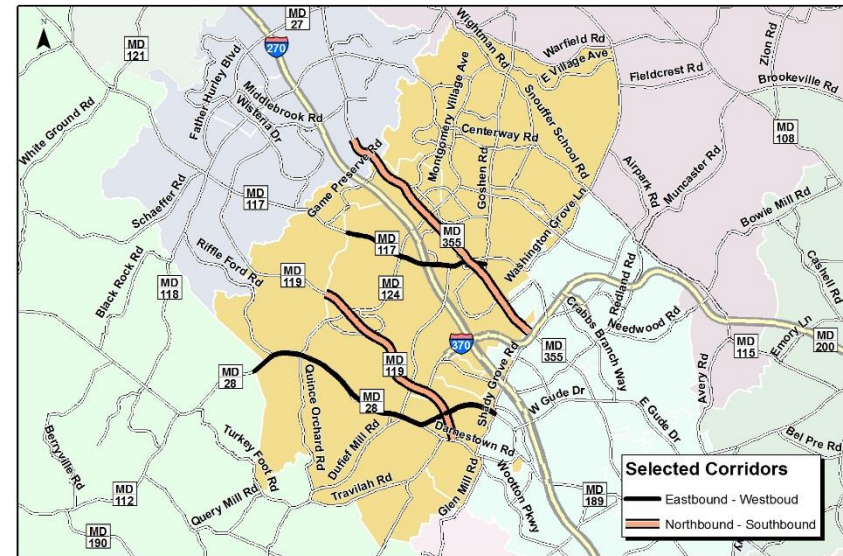 MD
27
MD
121
270
Wightman Rd
Warfield Rd
E Village Ave
Fieldcrest Rd
Zion Rd
Brookeville Rd
MD
108
Father Hurley Blvd
Middlebrook Rd
Wisteria Dr
Montgomery Village Ave
Snouffer School Rd
Centerway Rd
Goshen Rd
White Ground Rd
Game Preserve Rd
Airpark Rd
Muncaster Rd
Bowie Mill Rd
Schaeffer Rd
MD
117
Washington Grove Ln
MD
355
MD
117
Riffle Ford Rd
MD
119
MD
124
Black Rock Rd
MD
118
Redland Rd
Cashell Rd
Crabbs Branch Way
Needwood Rd
370
MD
355
MD
115
Emory Ln
MD
200
Avery Rd
MD
119
Shady Grove Rd
MD
28
MD
28
Quince Orchard Rd
W Gude Dr
E Gude Dr
Darnestown Rd
Dufief Mill Rd
Berryville Rd
Turkey Foot Rd
Bel Pre Rd
Travilah Rd
Glen Mill Rd
Wootton Pkwy
Query Mill Rd
MD
112
MD
190
MD
189
Selected Corridors
Eastbound - Westboud
Northbound - Southbound